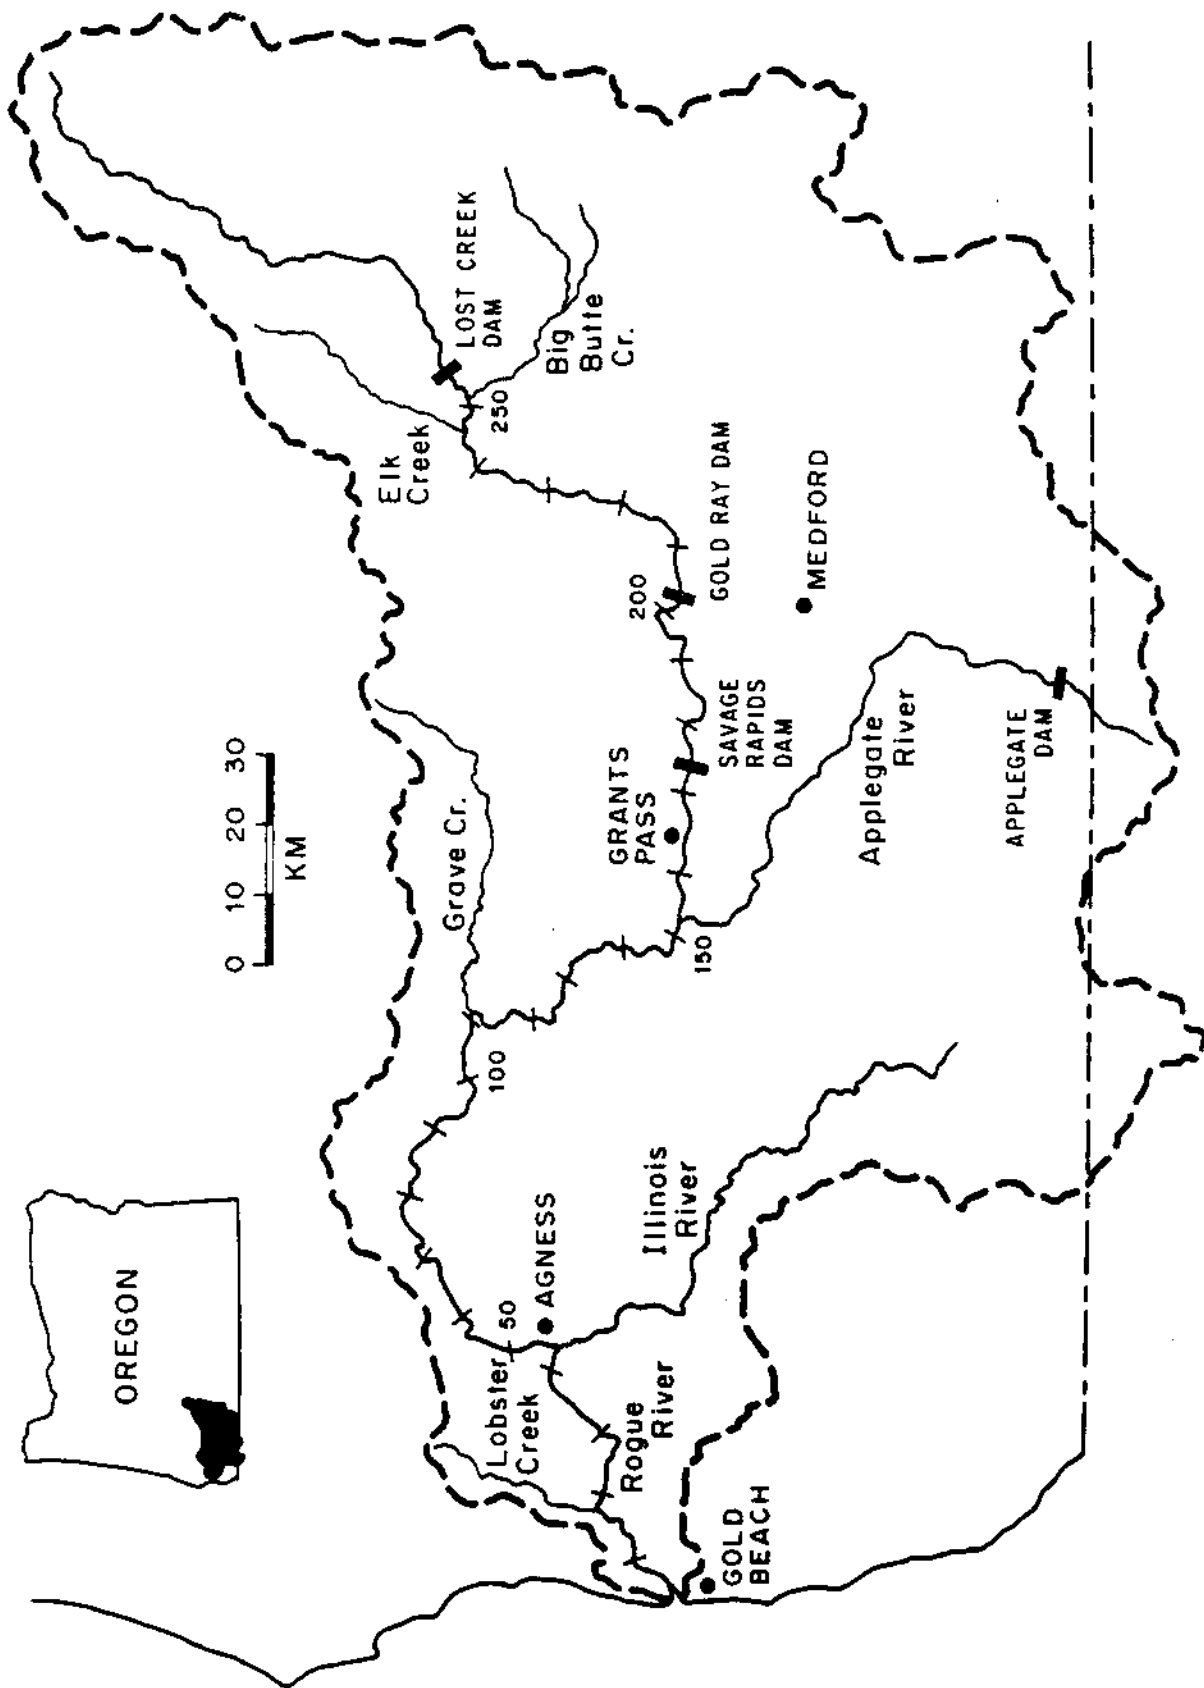 OREGON
0 10 20 30
KM
Elk
Creek
LOST CREEK
DAM
250
Big
Butte
Cr.
Grave Cr.
200
GOLD RAY DAM
MEDFORD
GRANTS
PASS
SAVAGE
RAPIDS
DAM
150
Applegate
River
APPLEGATE
DAM
100
50
AGNESS
Illinois
River
Lobster
Creek
Rogue
River
GOLD
BEACH